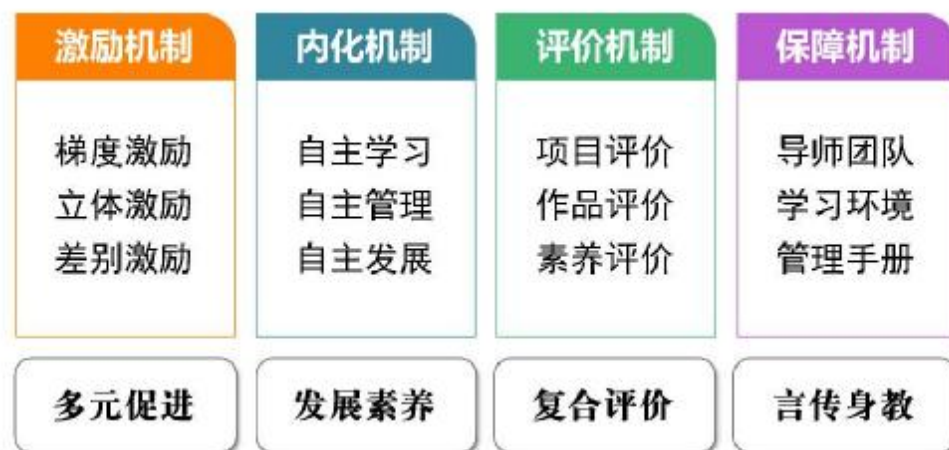 激励机制
梯度激励
立体激励
差别激励
多元促进
内化机制
自主学习
自主管理
自主发展
发展素养
评价机制
项目评价
作品评价
素养评价
复合评价
保障机制
导师团队
学习环境
管理手册
言传身教